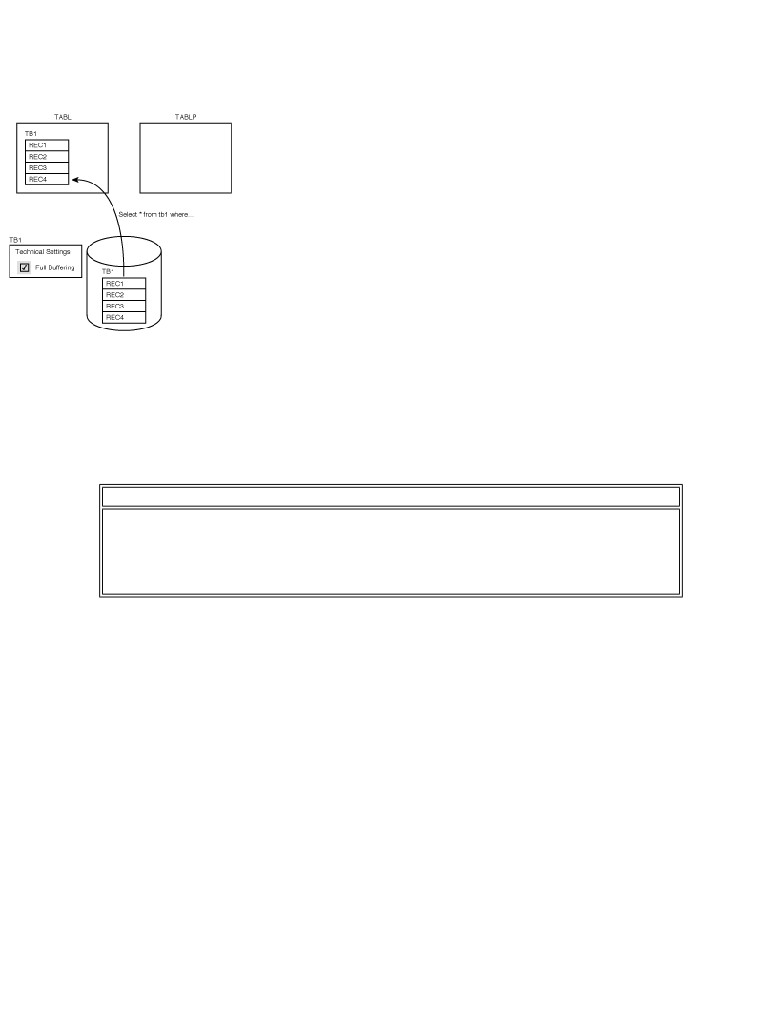 TABL
TABLP
TB1
REC1
REC2
REC3
REC4
Select * from tb1 where...
TB1
Technical Settings
Full Buffering
TB1
REC1
REC2
REC3
REC4